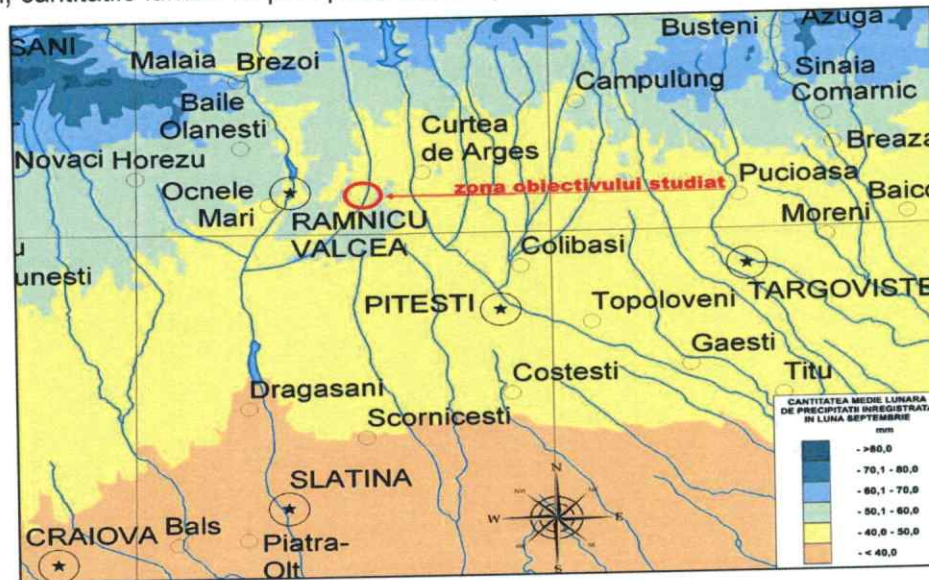 SANI
Malaia Brezoi
Busteni
Azuga
Campulung
Sinaia
Comarnic
Baile
Olanesti
Curtea
de Arges
Breaza
Novaci Horezu
Ocnele
Mari
zona obiectivului studiat
Pucioasa
Baico
Moreni
RAMNICU
VALCEA
unesti
Colibasi
PITESTI
Topoloveni
TARGOVISTE
Gaesti
Titu
Dragasani
Costesti
Scornicesti
SLATINA
CRAIOVA
Bals
Piatra-
Olt
N
W
E
S
CANTITATEA MEDIE LUNARA
DE PRECIPITATII INREGISTRATA
IN LUNA SEPTEMBRIE
mm
- >80,0
- 70,1 - 80,0
- 60,1 - 70,0
- 50,1 - 60,0
- 40,0 - 50,0
- < 40,0